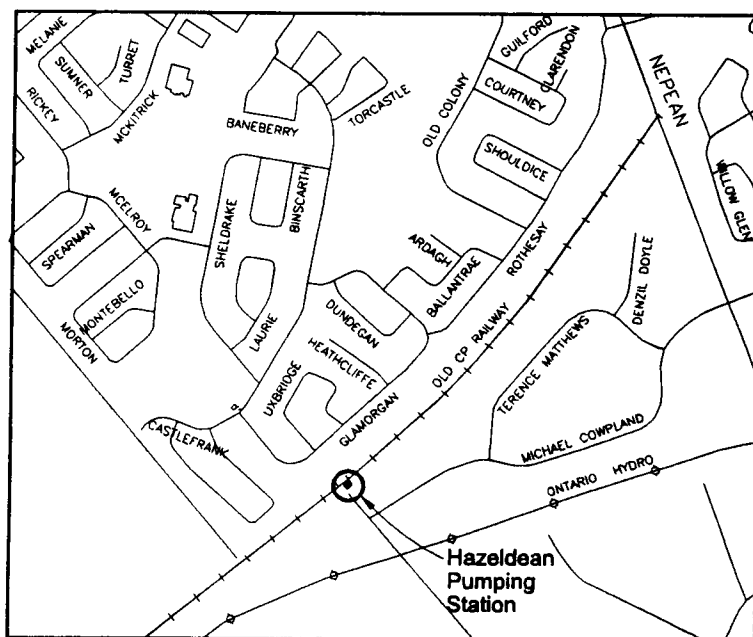 MELANIE
SUMNER
TURRET
RICKEY
MCKITRICK
BANEBERRY
TORCASTLE
OLD COLONY
GUILFORD
CLARENDON
COURTNEY
NEPEAN
SHOULDICE
WILLOW GLEN
MCELROY
SPEARMAN
SHELDRAKE
BINSCARTH
ARDAGH
BALLANTRAE
ROTHESAY
DENZIL DOYLE
MONTEBELLO
MORTON
LAURIE
DUNDEGAN
HEATHCLIFFE
UXBRIDGE
GLAMORGAN
OLD CP RAILWAY
TERENCE MATTHEWS
CASTLEFRANK
MICHAEL COWPLAND
ONTARIO HYDRO
Hazeldean
Pumping
Station